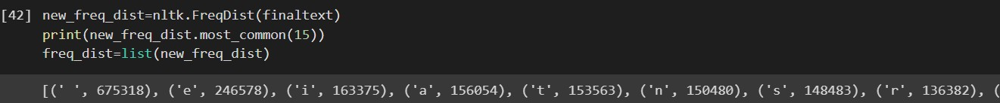 [42] new_freq_dist=nltk.FreqDist(finaltext)
print(new_freq_dist.most_common(15))
freq_dist=list(new_freq_dist)
[(' ', 675318), ('e', 246578), ('i', 163375), ('a', 156054), ('t', 153563), ('n', 150480), ('s', 148483), ('r', 136382), (